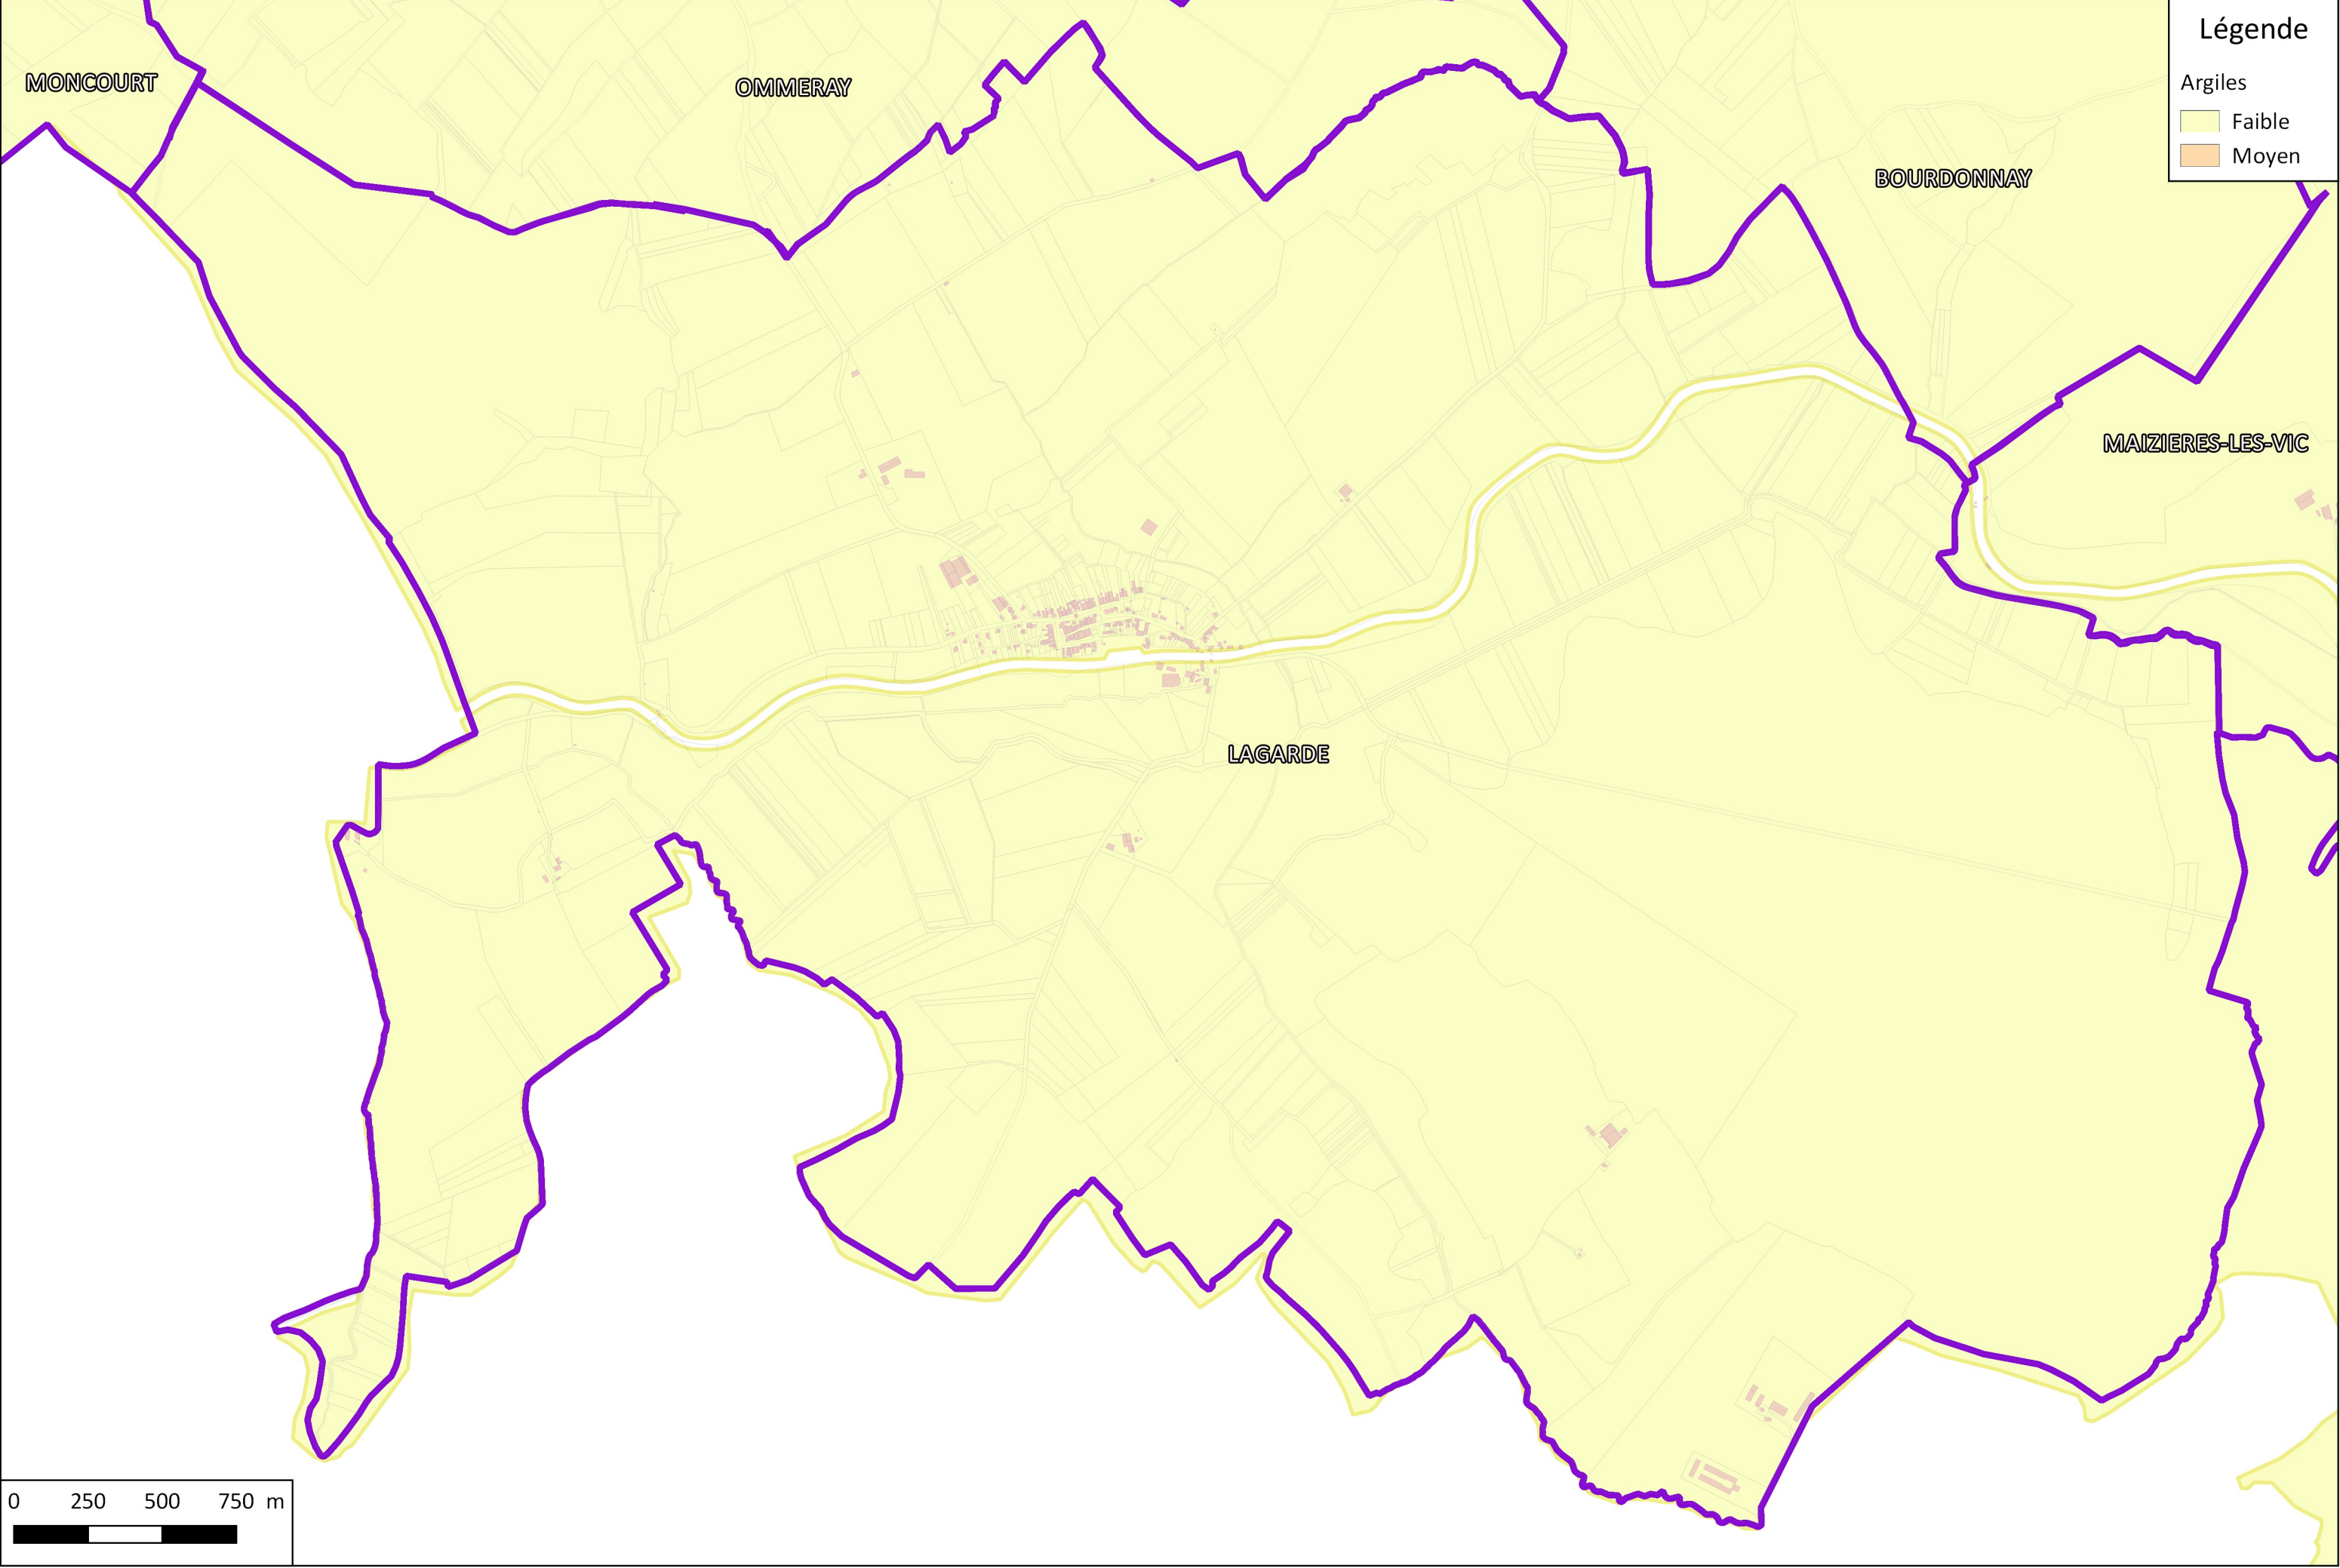 Légende
Argiles
Faible
Moyen
MONCOURT
OMMERAY
BOURDONNAY
MAIZIERES-LES-VIC
LAGARDE
0 250 500 750 m